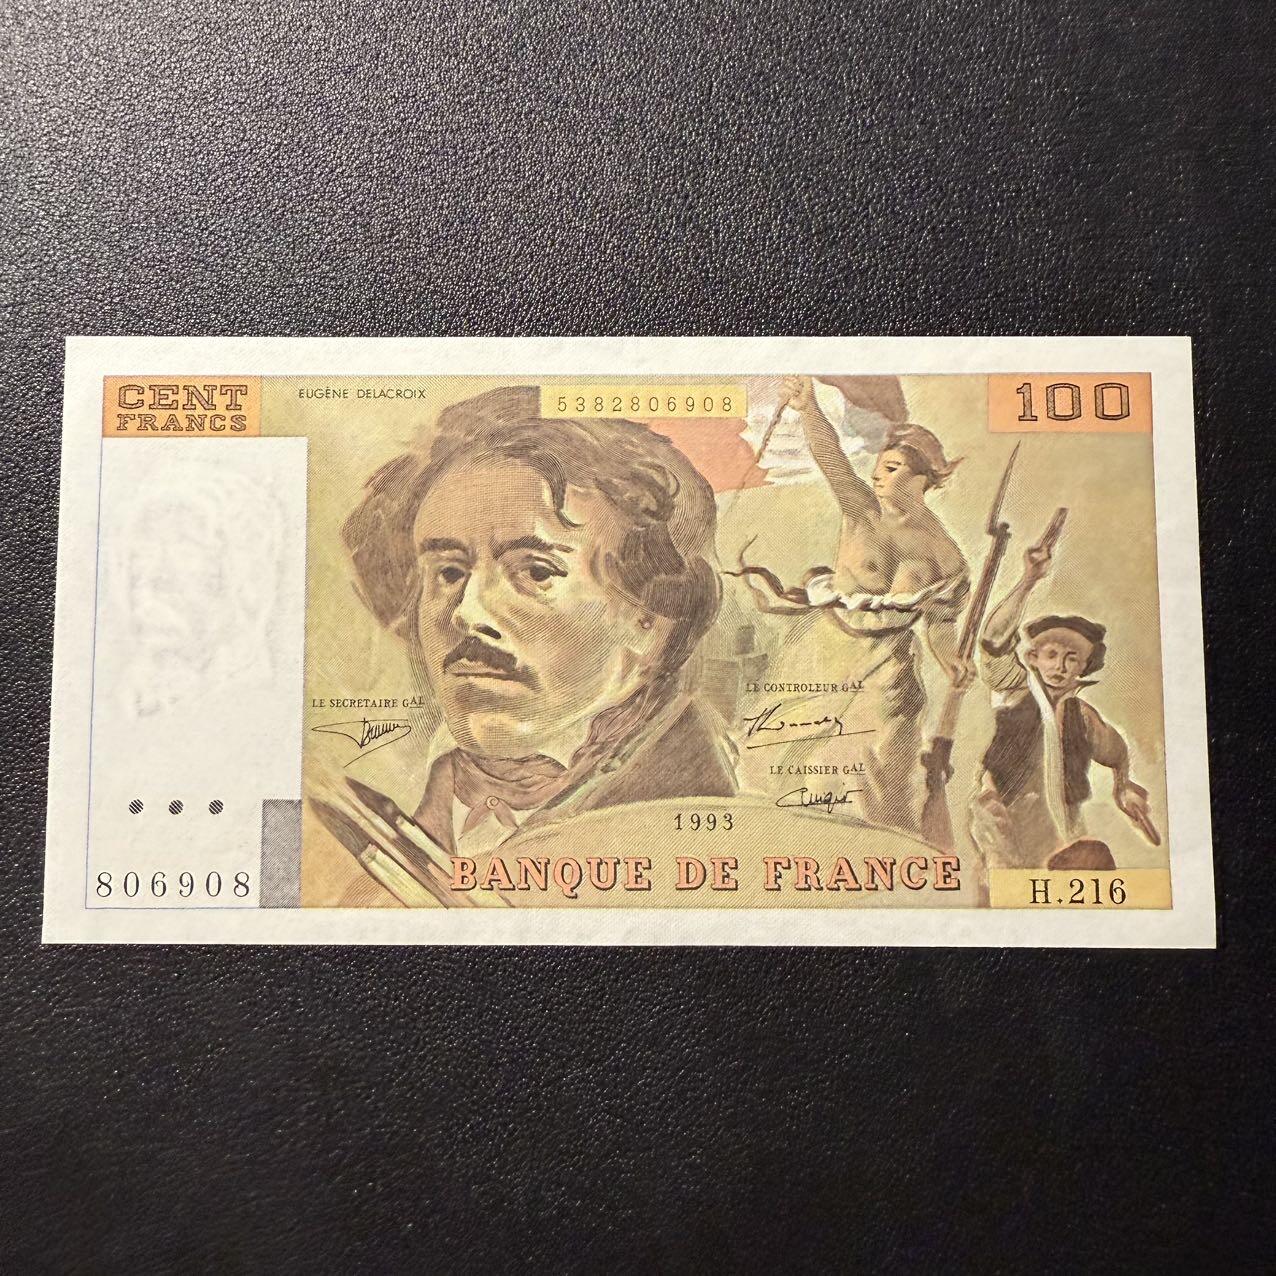 CENT
FRANCS
EUGÈNE DELACROIX
5382806908
100
LE SECRETAIRE GAL
LE CONTROLEUR GAL
LE CAISSIER GAL
1993
BANQUE DE FRANCE
806908
H.216